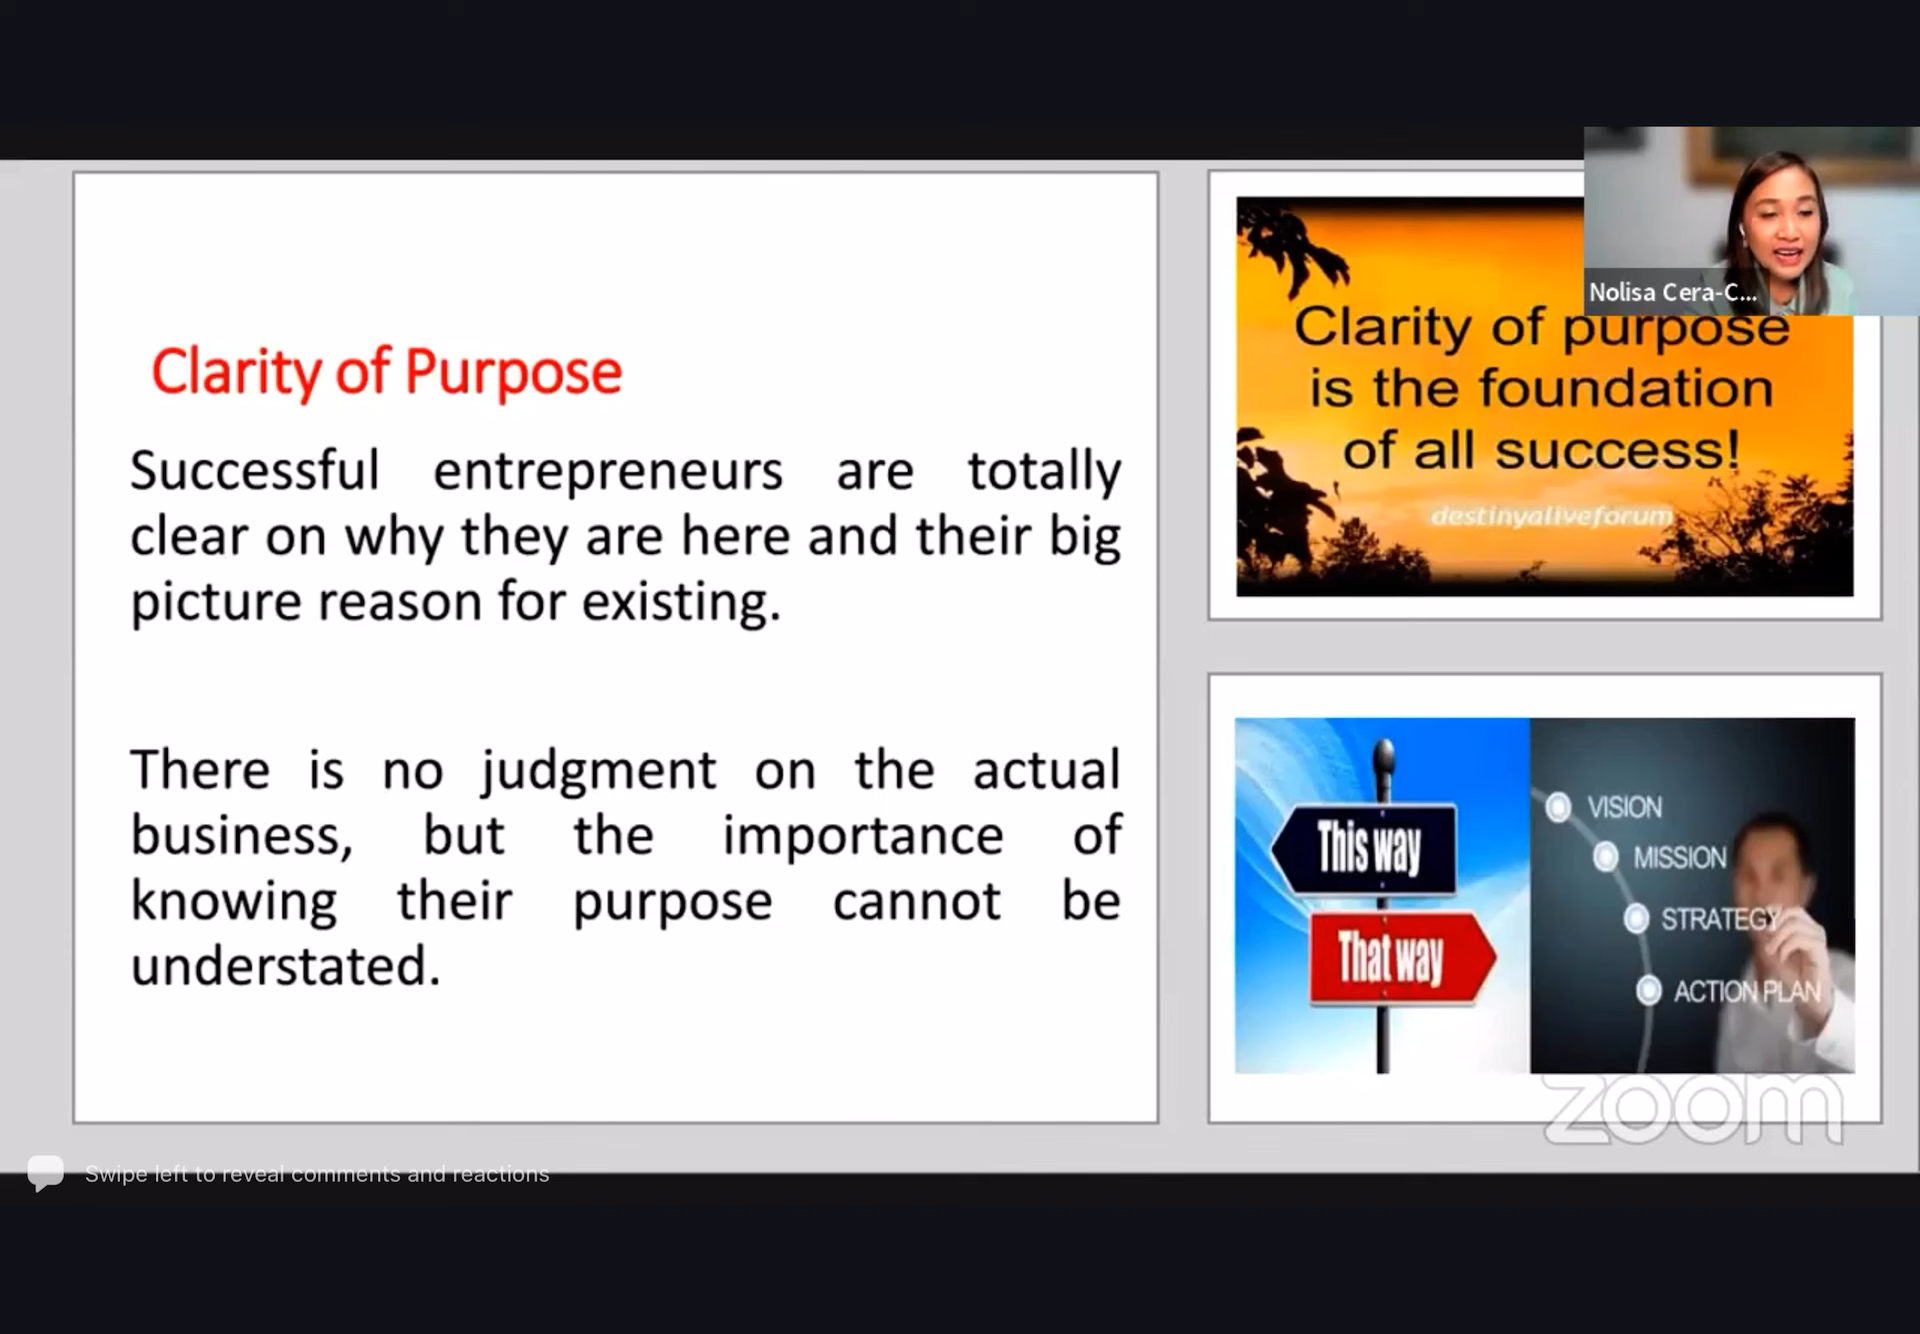 Clarity of Purpose
Successful entrepreneurs are totally
clear on why they are here and their big
picture reason for existing.
There is no judgment on the actual
business, but the importance of
knowing their purpose cannot be
understated.
Nolisa Cera-C...
Clarity of purpose
is the foundation
of all success!
destinyaliveforum
This way
That way
VISION
MISSION
STRATEGY
ACTION PLAN
zoom
Swipe left to reveal comments and reactions